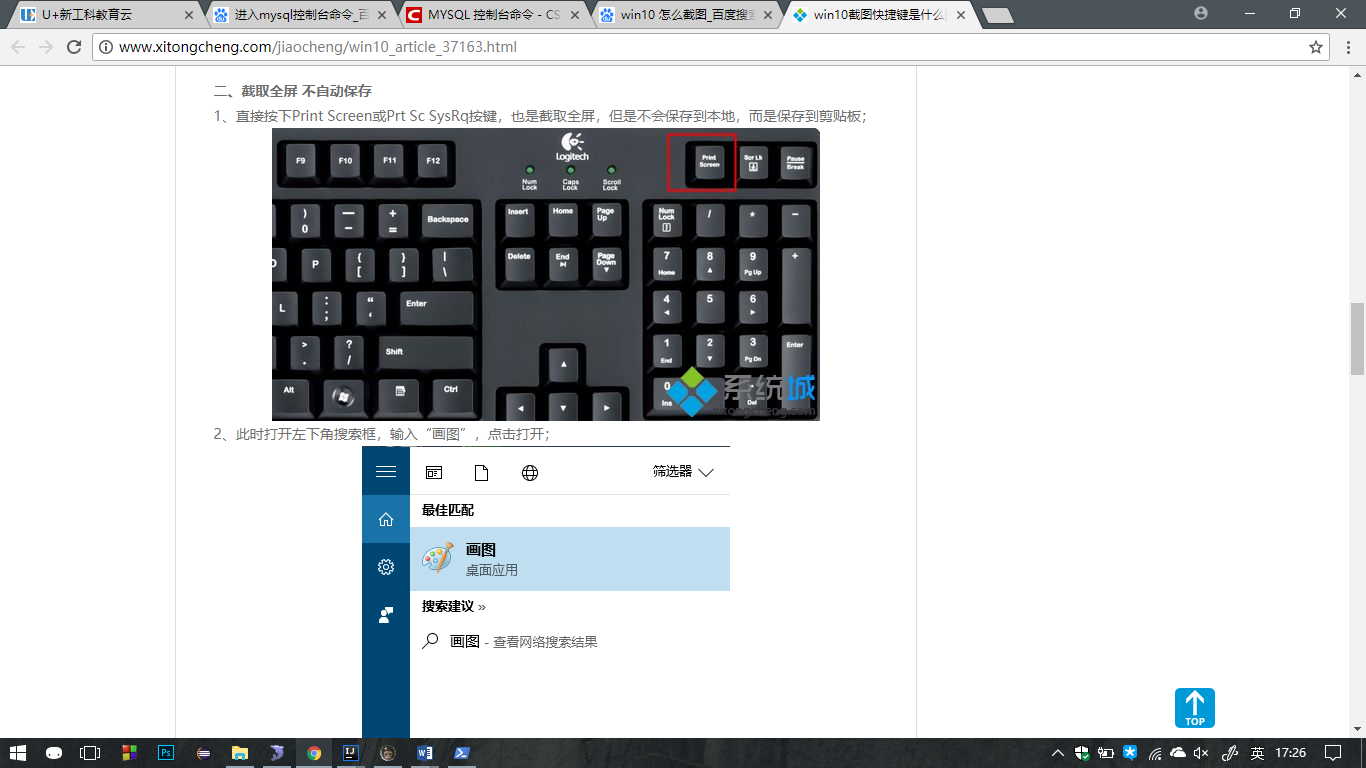 U+新工科教育云
进入mysql控制台命令_百
MYSQL 控制台命令 - CS
win10 怎么截图_百度搜索
win10截图快捷键是什么
www.xitongcheng.com/jiaocheng/win10_article_37163.html
二、截取全屏 不自动保存
1、直接按下Print Screen或Prt Sc SysRq按键，也是截取全屏，但是不会保存到本地，而是保存到剪贴板；
F9 F10 F11 F12
Logitech
Num Lock Caps Lock Scroll Lock
Print Screen Scr Lk Pause Break
) 0 — - + = Backspace
Insert Home Page Up
Num Lock / * -
P { [ } ] | \
Delete End Page Down
7 Home 8 9 Pg Up +
L : ; “ ‘ Enter
4 5 6
> . ? / Shift
1 End 2 3 Pg Dn Enter
Alt Ctrl
0 Ins . Del
系统城
xitongcheng.com
2、此时打开左下角搜索框，输入“画图”，点击打开；
筛选器
最佳匹配
画图
桌面应用
搜索建议 »
画图 - 查看网络搜索结果
TOP
Ps
IJ
英 17:26